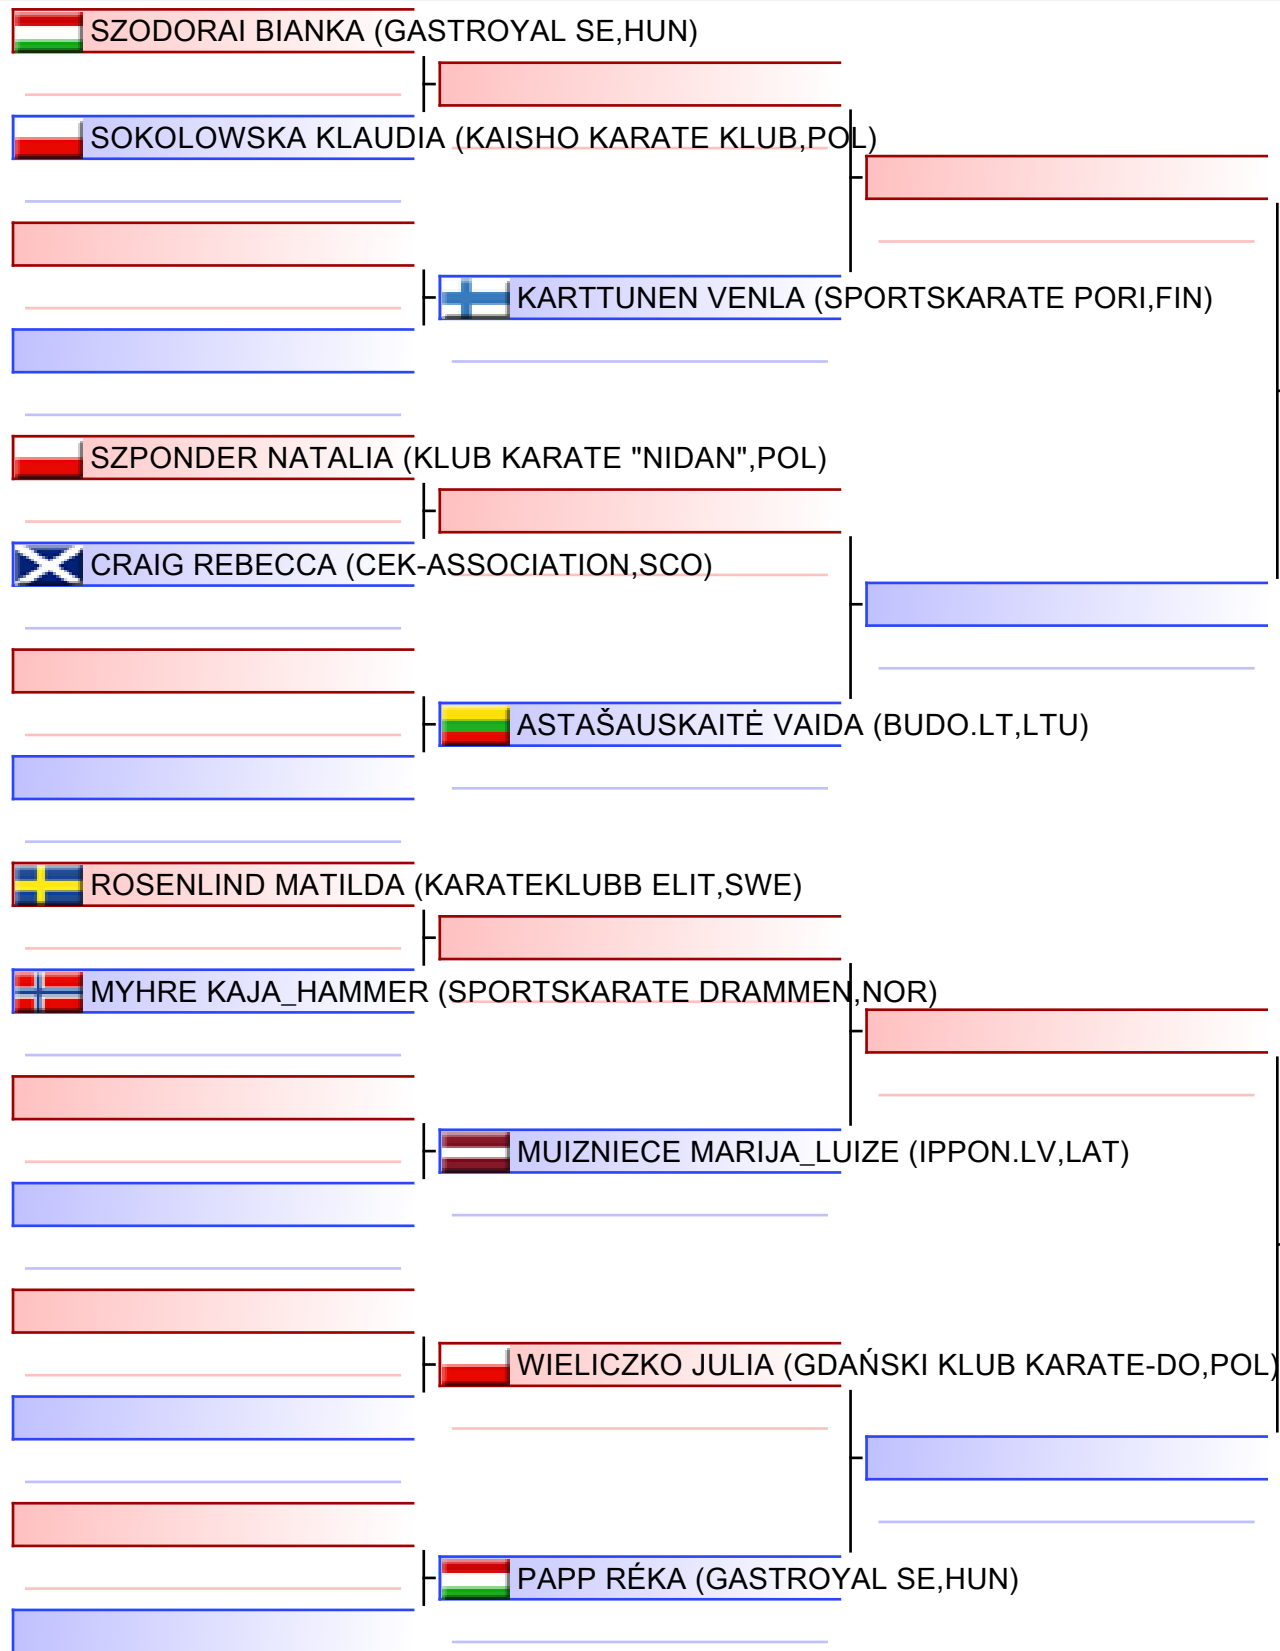 SZODORAI BIANKA (GASTROYAL SE,HUN)
SOKOLOWSKA KLAUDIA (KAISHO KARATE KLUB,POL)
KARTTUNEN VENLA (SPORTSKARATE PORI,FIN)
SZPONDER NATALIA (KLUB KARATE "NIDAN",POL)
CRAIG REBECCA (CEK-ASSOCIATION,SCO)
ASTAŠAUSKAITĖ VAIDA (BUDO.LT,LTU)
ROSENLIND MATILDA (KARATEKLUBB ELIT,SWE)
MYHRE KAJA_HAMMER (SPORTSKARATE DRAMMEN,NOR)
MUIZNIECE MARIJA_LUIZE (IPPON.LV,LAT)
WIELICZKO JULIA (GDAŃSKI KLUB KARATE-DO,POL)
PAPP RÉKA (GASTROYAL SE,HUN)